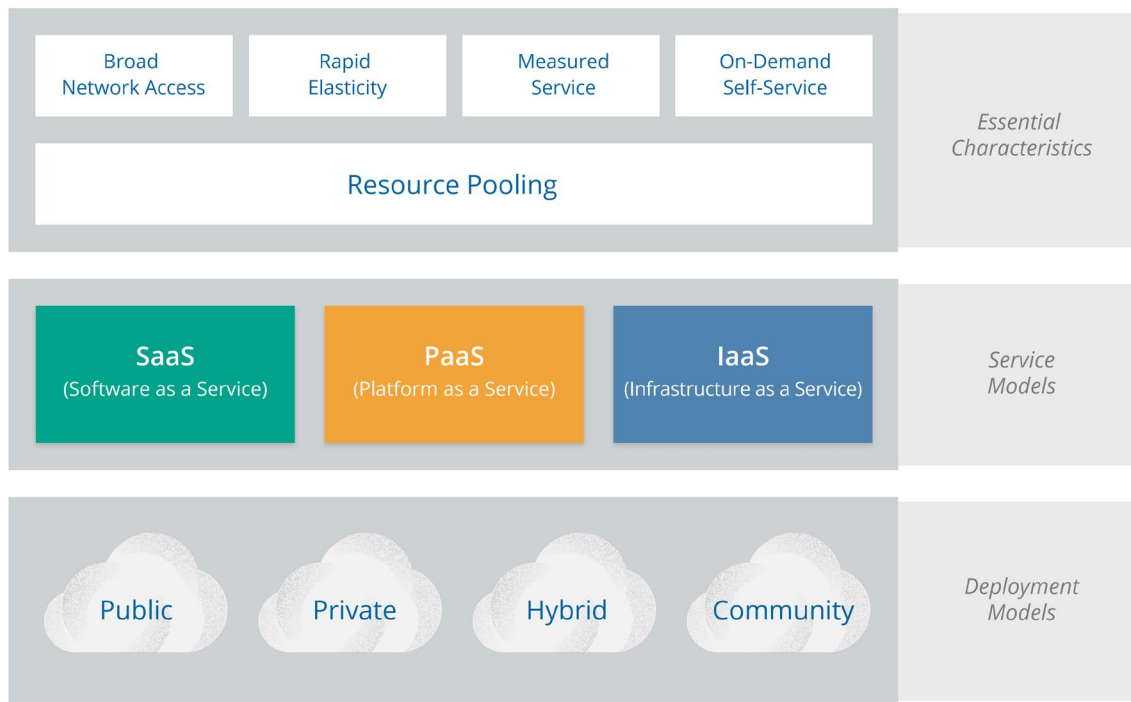 Broad
Network Access
Rapid
Elasticity
Measured
Service
On-Demand
Self-Service
Resource Pooling
Essential
Characteristics
SaaS
(Software as a Service)
PaaS
(Platform as a Service)
IaaS
(Infrastructure as a Service)
Service
Models
Public
Private
Hybrid
Community
Deployment
Models